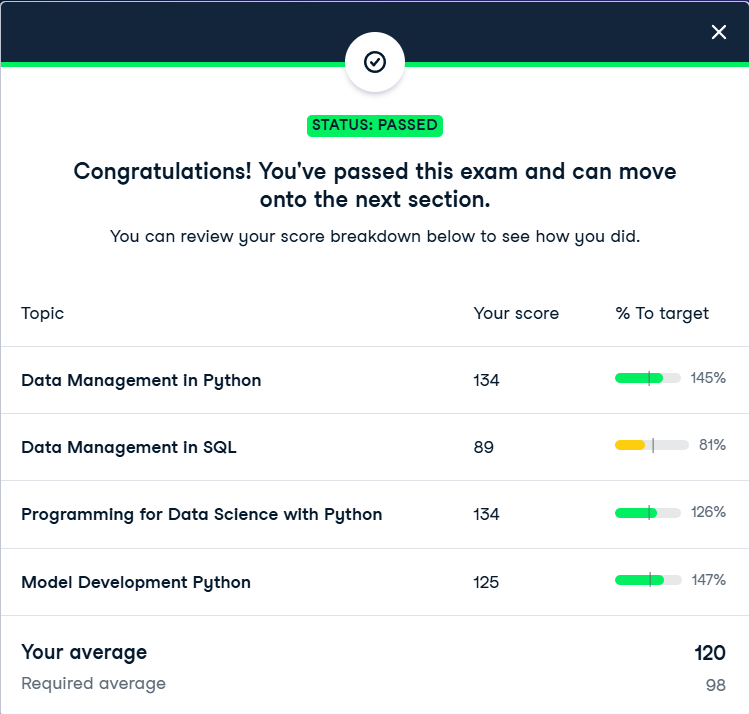 STATUS: PASSED
Congratulations! You've passed this exam and can move
onto the next section.
You can review your score breakdown below to see how you did.
Topic Your score % To target
Data Management in Python 134 145%
Data Management in SQL 89 81%
Programming for Data Science with Python 134 126%
Model Development Python 125 147%
Your average 120
Required average 98